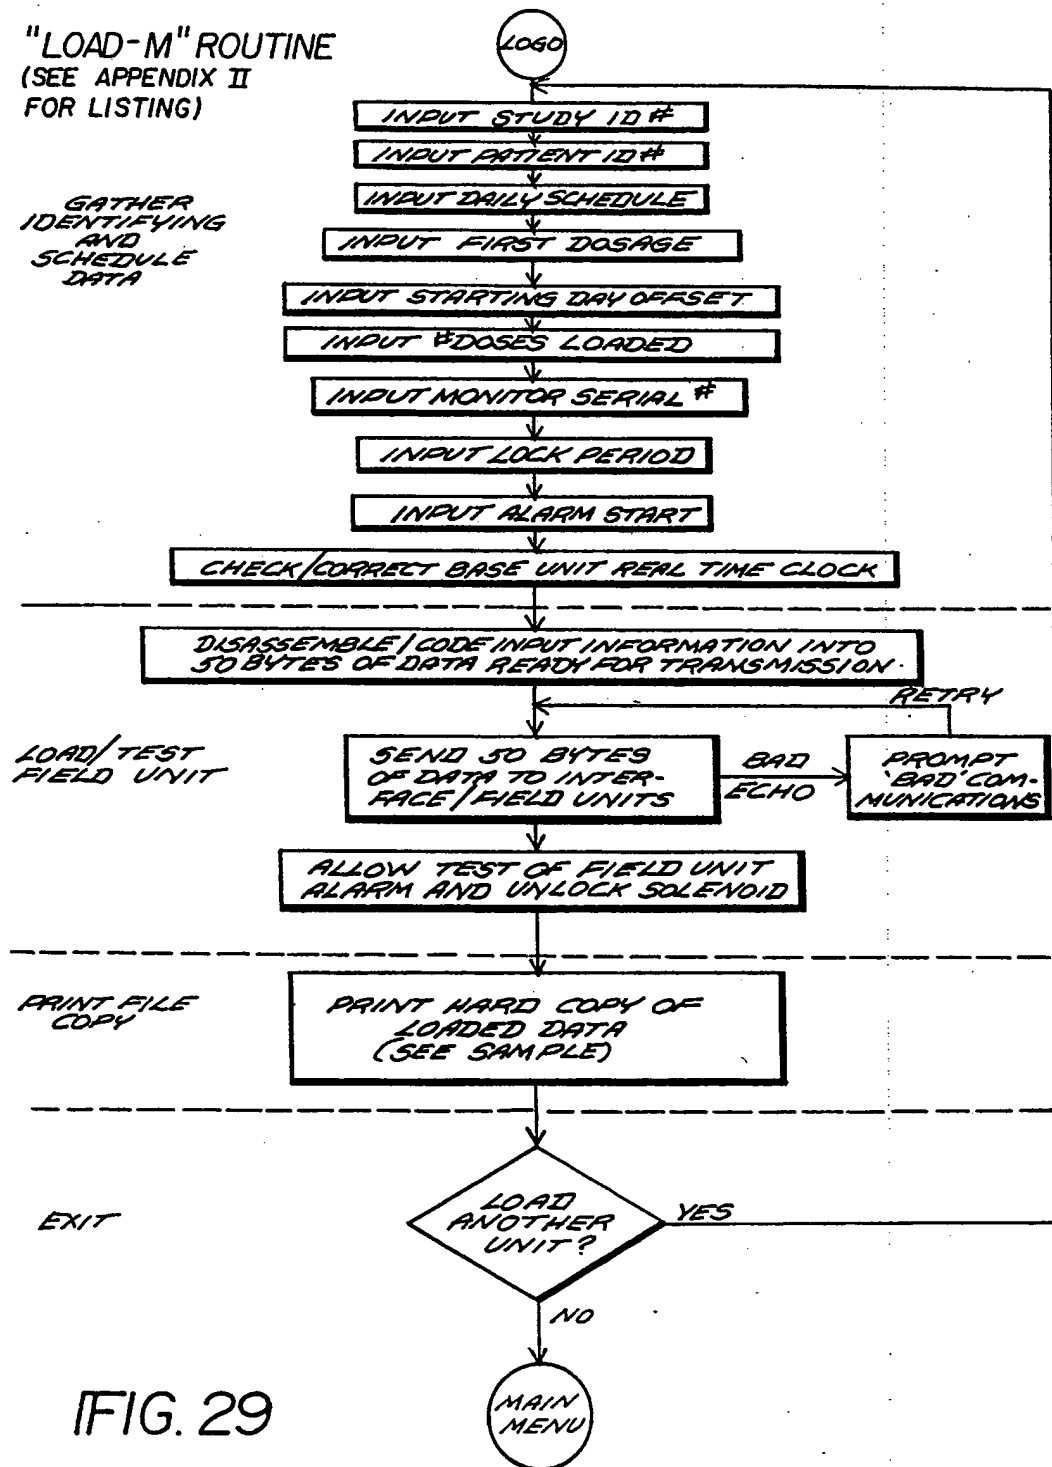 "LOAD-M" ROUTINE
(SEE APPENDIX II
FOR LISTING)
LOGO
INPUT STUDY ID #
INPUT PATIENT ID #
INPUT DAILY SCHEDULE
INPUT FIRST DOSAGE
INPUT STARTING DAY OFFSET
INPUT # DOSES LOADED
INPUT MONITOR SERIAL #
INPUT LOCK PERIOD
INPUT ALARM START
CHECK/CORRECT BASE UNIT REAL TIME CLOCK
GATHER
IDENTIFYING
AND
SCHEDULE
DATA
DISASSEMBLE/CODE INPUT INFORMATION INTO
50 BYTES OF DATA READY FOR TRANSMISSION.
RETRY
LOAD/TEST
FIELD UNIT
SEND 50 BYTES
OF DATA TO INTER-
FACE/FIELD UNITS
BAD
ECHO
PROMPT
'BAD' COM-
MUNICATIONS
ALLOW TEST OF FIELD UNIT
ALARM AND UNLOCK SOLENOID
PRINT FILE
COPY
PRINT HARD COPY OF
LOADED DATA
(SEE SAMPLE)
EXIT
LOAD
ANOTHER
UNIT?
YES
NO
MAIN
MENU
FIG. 29